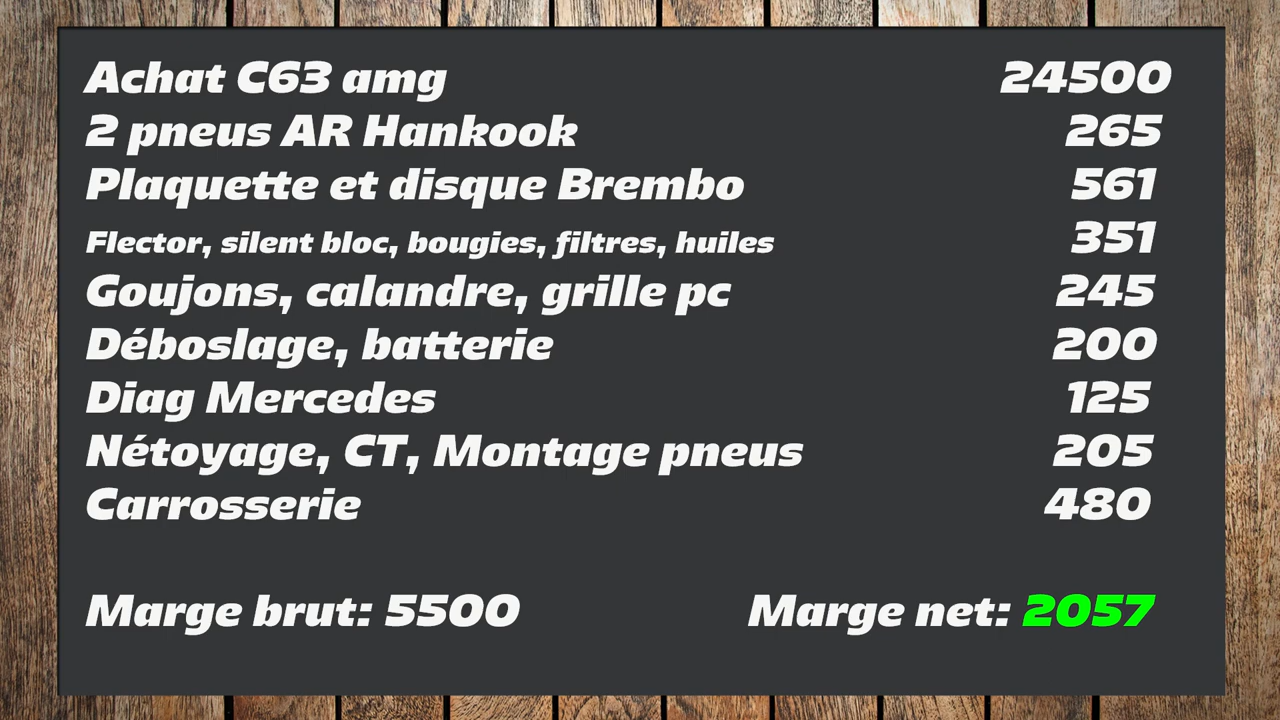 Achat C63 amg 24500
2 pneus AR Hankook 265
Plaquette et disque Brembo 561
Flector, silent bloc, bougies, filtres, huiles 351
Goujons, calandre, grille pc 245
Déboslage, batterie 200
Diag Mercedes 125
Nétoyage, CT, Montage pneus 205
Carrosserie 480
Marge brut: 5500 Marge net: 2057